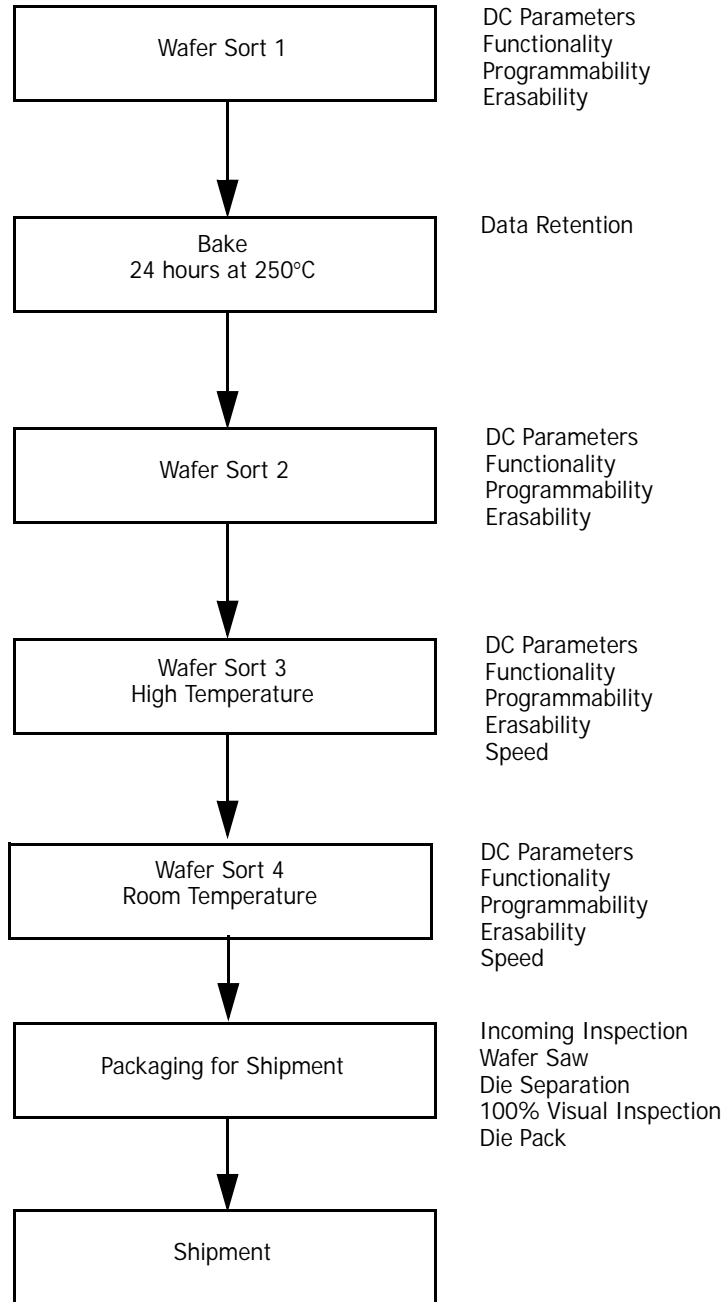 Wafer Sort 1
DC Parameters
Functionality
Programmability
Erasability
Bake
24 hours at 250°C
Data Retention
Wafer Sort 2
DC Parameters
Functionality
Programmability
Erasability
Wafer Sort 3
High Temperature
DC Parameters
Functionality
Programmability
Erasability
Speed
Wafer Sort 4
Room Temperature
DC Parameters
Functionality
Programmability
Erasability
Speed
Packaging for Shipment
Incoming Inspection
Wafer Saw
Die Separation
100% Visual Inspection
Die Pack
Shipment